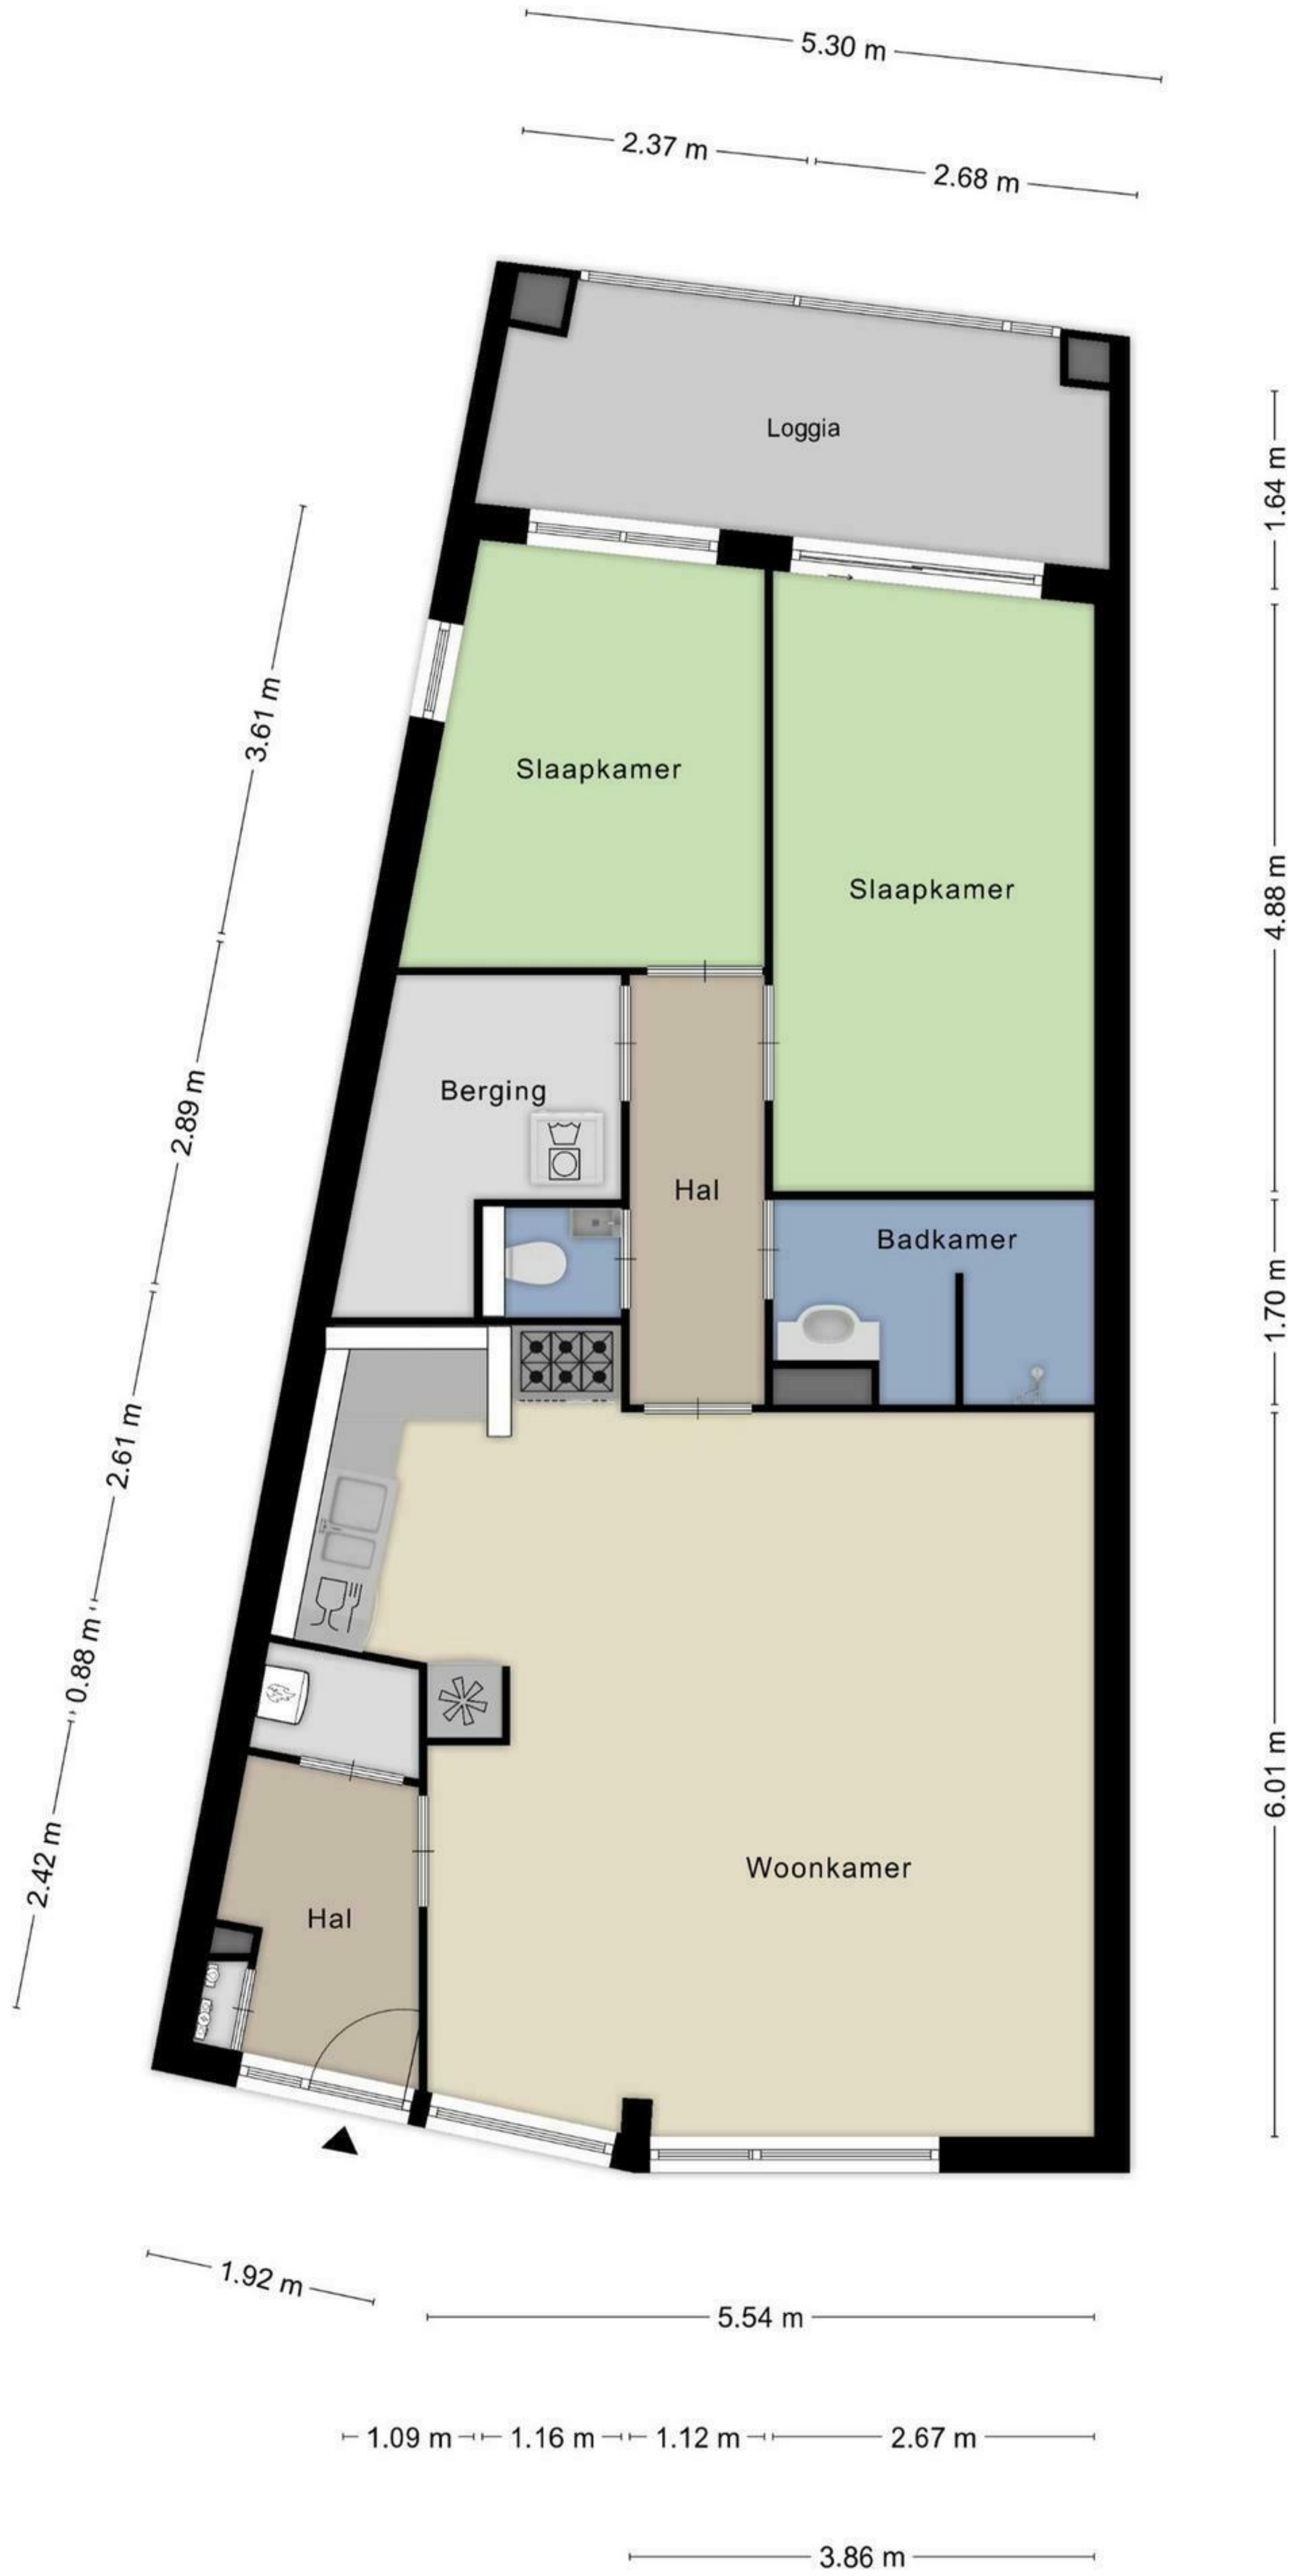 5.30 m
2.37 m
2.68 m
Loggia
1.64 m
3.61 m
Slaapkamer
Slaapkamer
4.88 m
Berging
2.89 m
Hal
Badkamer
1.70 m
2.61 m
0.88 m
6.01 m
Woonkamer
2.42 m
Hal
1.92 m
5.54 m
1.09 m
1.16 m
1.12 m
2.67 m
3.86 m